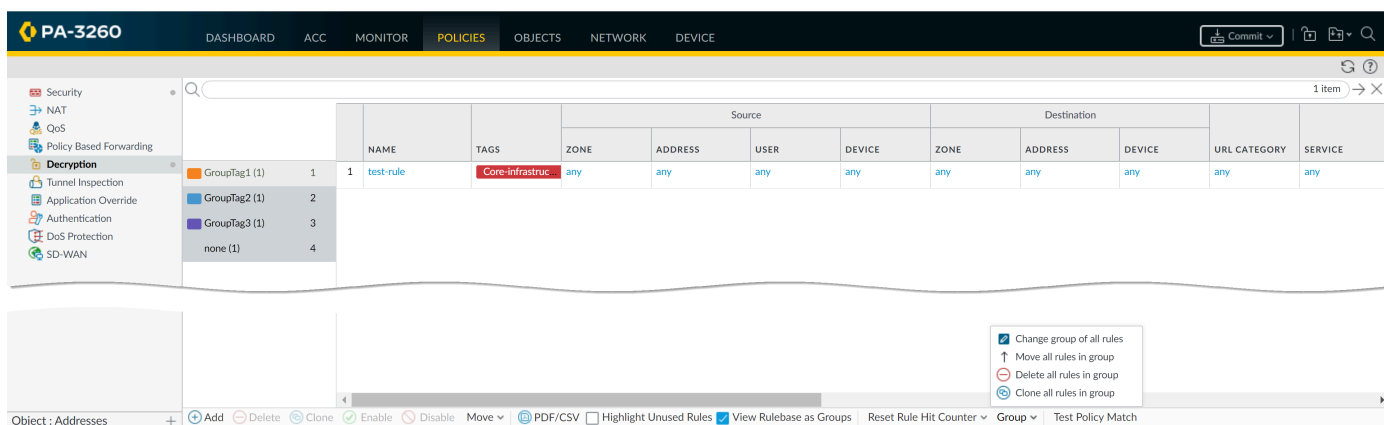 PA-3260
DASHBOARD ACC MONITOR POLICIES OBJECTS NETWORK DEVICE
Commit
1 item
Security
NAT
QoS
Policy Based Forwarding
Decryption
Tunnel Inspection
Application Override
Authentication
DoS Protection
SD-WAN
GroupTag1 (1) 1
GroupTag2 (1) 2
GroupTag3 (1) 3
none (1) 4
Source Destination
NAME TAGS ZONE ADDRESS USER DEVICE ZONE ADDRESS DEVICE URL CATEGORY SERVICE
1 test-rule Core-infrastruc... any any any any any any any any any
Change group of all rules
Move all rules in group
Delete all rules in group
Clone all rules in group
Object : Addresses
Add Delete Clone Enable Disable Move PDF/CSV Highlight Unused Rules View Rulebase as Groups Reset Rule Hit Counter Group Test Policy Match